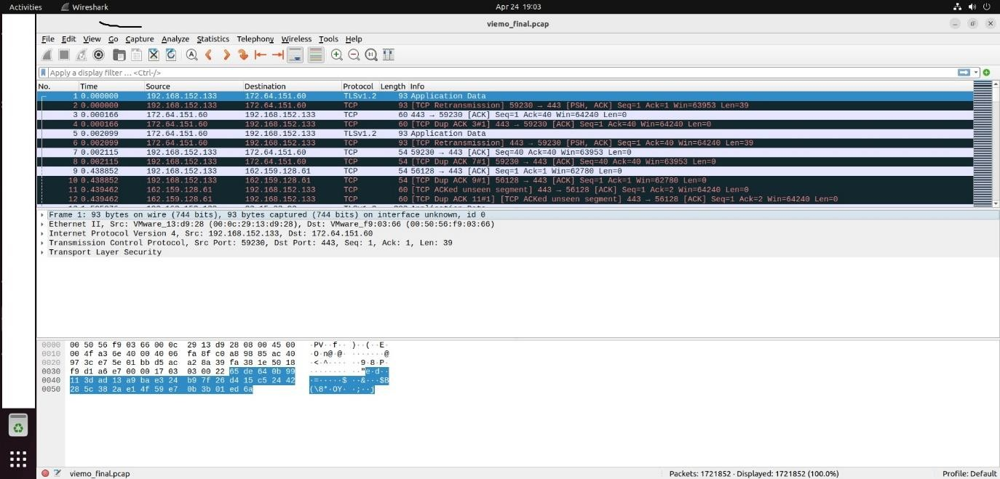 Activities Wireshark Apr 24 19:03
viemo_final.pcap
File Edit View Go Capture Analyze Statistics Telephony Wireless Tools Help
Apply a display filter ... <Ctrl-/>
No. Time Source Destination Protocol Length Info
1 0.000000 192.168.152.133 172.64.151.60 TLSv1.2 93 Application Data
2 0.000000 192.168.152.133 172.64.151.60 TCP 93 [TCP Retransmission] 59230 → 443 [PSH, ACK] Seq=1 Ack=1 Win=63953 Len=39
3 0.000166 172.64.151.60 192.168.152.133 TCP 60 443 → 59230 [ACK] Seq=1 Ack=40 Win=64240 Len=0
4 0.000166 172.64.151.60 192.168.152.133 TCP 60 [TCP Dup ACK 3#1] 443 → 59230 [ACK] Seq=1 Ack=40 Win=64240 Len=0
5 0.002099 172.64.151.60 192.168.152.133 TLSv1.2 93 Application Data
6 0.002099 172.64.151.60 192.168.152.133 TCP 93 [TCP Retransmission] 443 → 59230 [PSH, ACK] Seq=1 Ack=40 Win=64240 Len=39
7 0.002115 192.168.152.133 172.64.151.60 TCP 54 59230 → 443 [ACK] Seq=40 Ack=40 Win=63953 Len=0
8 0.002115 192.168.152.133 172.64.151.60 TCP 54 [TCP Dup ACK 7#1] 59230 → 443 [ACK] Seq=40 Ack=40 Win=63953 Len=0
9 0.438852 192.168.152.133 162.159.128.61 TCP 54 56128 → 443 [ACK] Seq=1 Ack=1 Win=62780 Len=0
10 0.438852 192.168.152.133 162.159.128.61 TCP 54 [TCP Dup ACK 9#1] 56128 → 443 [ACK] Seq=1 Ack=1 Win=62780 Len=0
11 0.439462 162.159.128.61 192.168.152.133 TCP 60 [TCP ACKed unseen segment] 443 → 56128 [ACK] Seq=1 Ack=2 Win=64240 Len=0
12 0.439462 162.159.128.61 192.168.152.133 TCP 60 [TCP Dup ACK 11#1] [TCP ACKed unseen segment] 443 → 56128 [ACK] Seq=1 Ack=2 Win=64240 Len=0
Frame 1: 93 bytes on wire (744 bits), 93 bytes captured (744 bits) on interface unknown, id 0
Ethernet II, Src: VMware_13:d9:28 (00:0c:29:13:d9:28), Dst: VMware_f9:03:66 (00:50:56:f9:03:66)
Internet Protocol Version 4, Src: 192.168.152.133, Dst: 172.64.151.60
Transmission Control Protocol, Src Port: 59230, Dst Port: 443, Seq: 1, Ack: 1, Len: 39
Transport Layer Security
0000 00 50 56 f9 03 66 00 0c 29 13 d9 28 08 00 45 00 ·PV··f·· )··(··E·
0010 00 4f a3 6e 40 00 40 06 fa 8f c0 a8 98 85 ac 40 ·O·n@·@· ·······@
0020 97 3c e7 5e 01 bb d5 ac a2 8a 39 fa 38 1e 50 18 ·<·^···· ··9·8·P·
0030 f9 d1 a6 e7 00 00 17 03 03 00 22 65 de 64 0b 99 ········ ··"e·d··
0040 11 3d ad 13 a9 ba e3 24 b9 7f 26 d4 15 c5 24 42 ·=·····$ ··&···$B
0050 28 5c 38 2a e1 4f 59 e7 0b 3b 01 ed 6a (\8*·OY· ·;··j
viemo_final.pcap Packets: 1721852 · Displayed: 1721852 (100.0%) Profile: Default